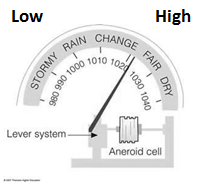 Low High
STORMY RAIN CHANGE FAIR DRY
980 990 1000 1010 1020 1030 1040
Lever system
Aneroid cell